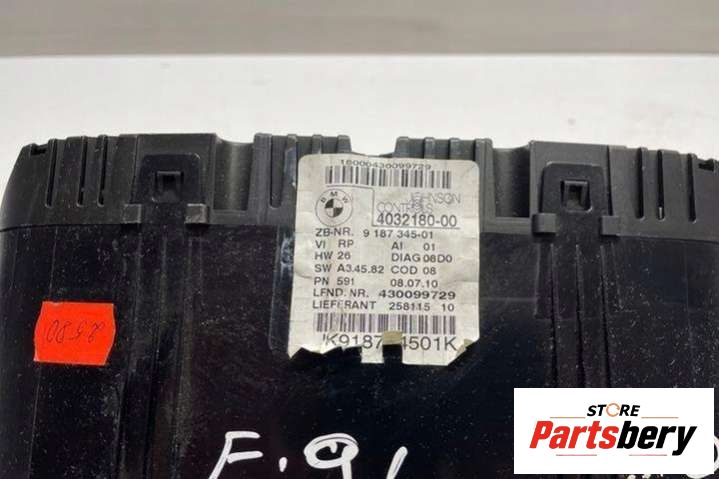 18000430099729
BMW
JOHNSON
CONTROLS
4032180-00
ZB-NR. 9 187 345-01
VI RP AI 01
HW 26 DIAG 08D0
SW A3.45.82 COD 08
PN 591 08.07.10
LFND. NR. 430099729
LIEFERANT 258115 10
4501K
F.91
STORE
Partsbery